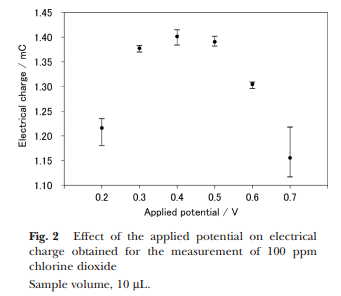 1.45
1.40
1.35
1.30
1.25
1.20
1.15
1.10
Electrical charge / mC
0.2 0.3 0.4 0.5 0.6 0.7
Applied potential / V
Fig. 2 Effect of the applied potential on electrical
charge obtained for the measurement of 100 ppm
chlorine dioxide
Sample volume, 10 μL.